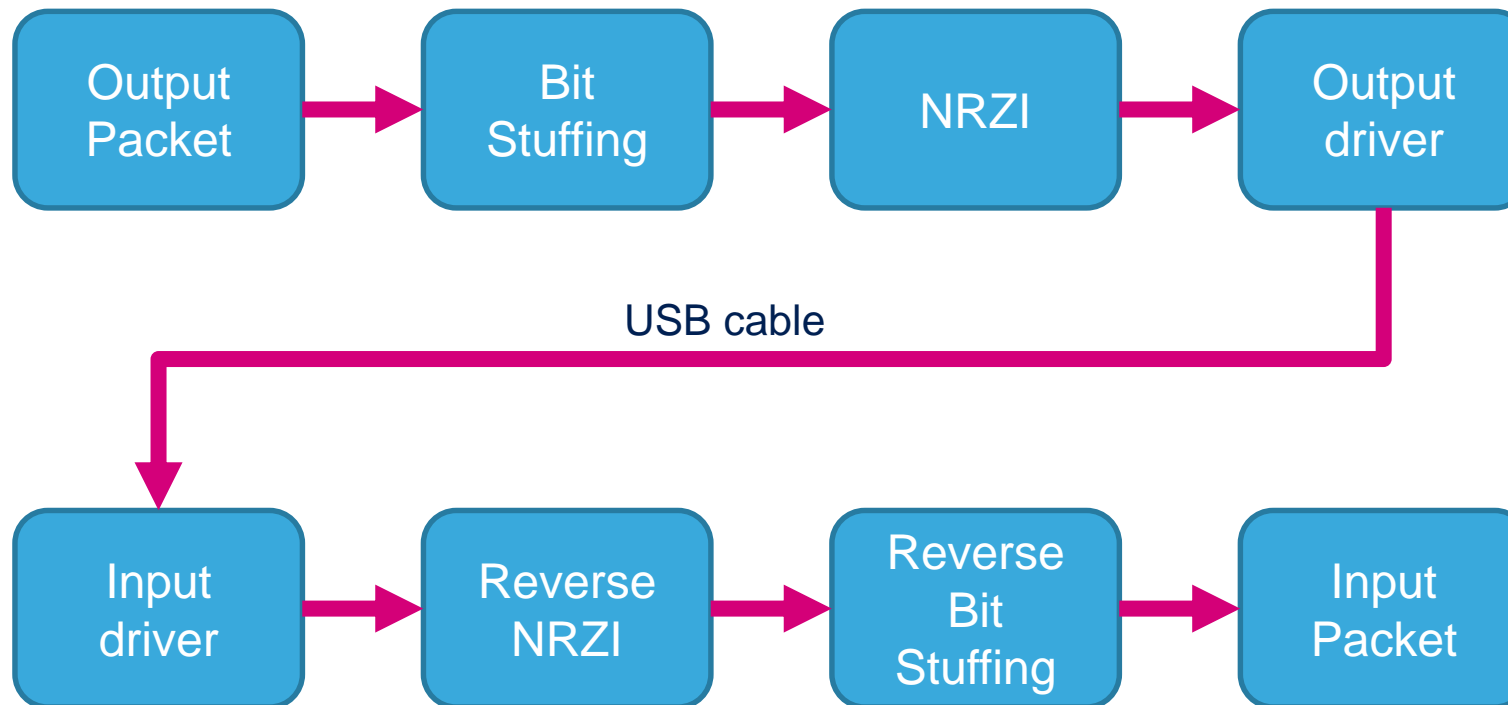 Output
Packet
Bit
Stuffing
NRZI
Output
driver
USB cable
Input
driver
Reverse
NRZI
Reverse
Bit
Stuffing
Input
Packet